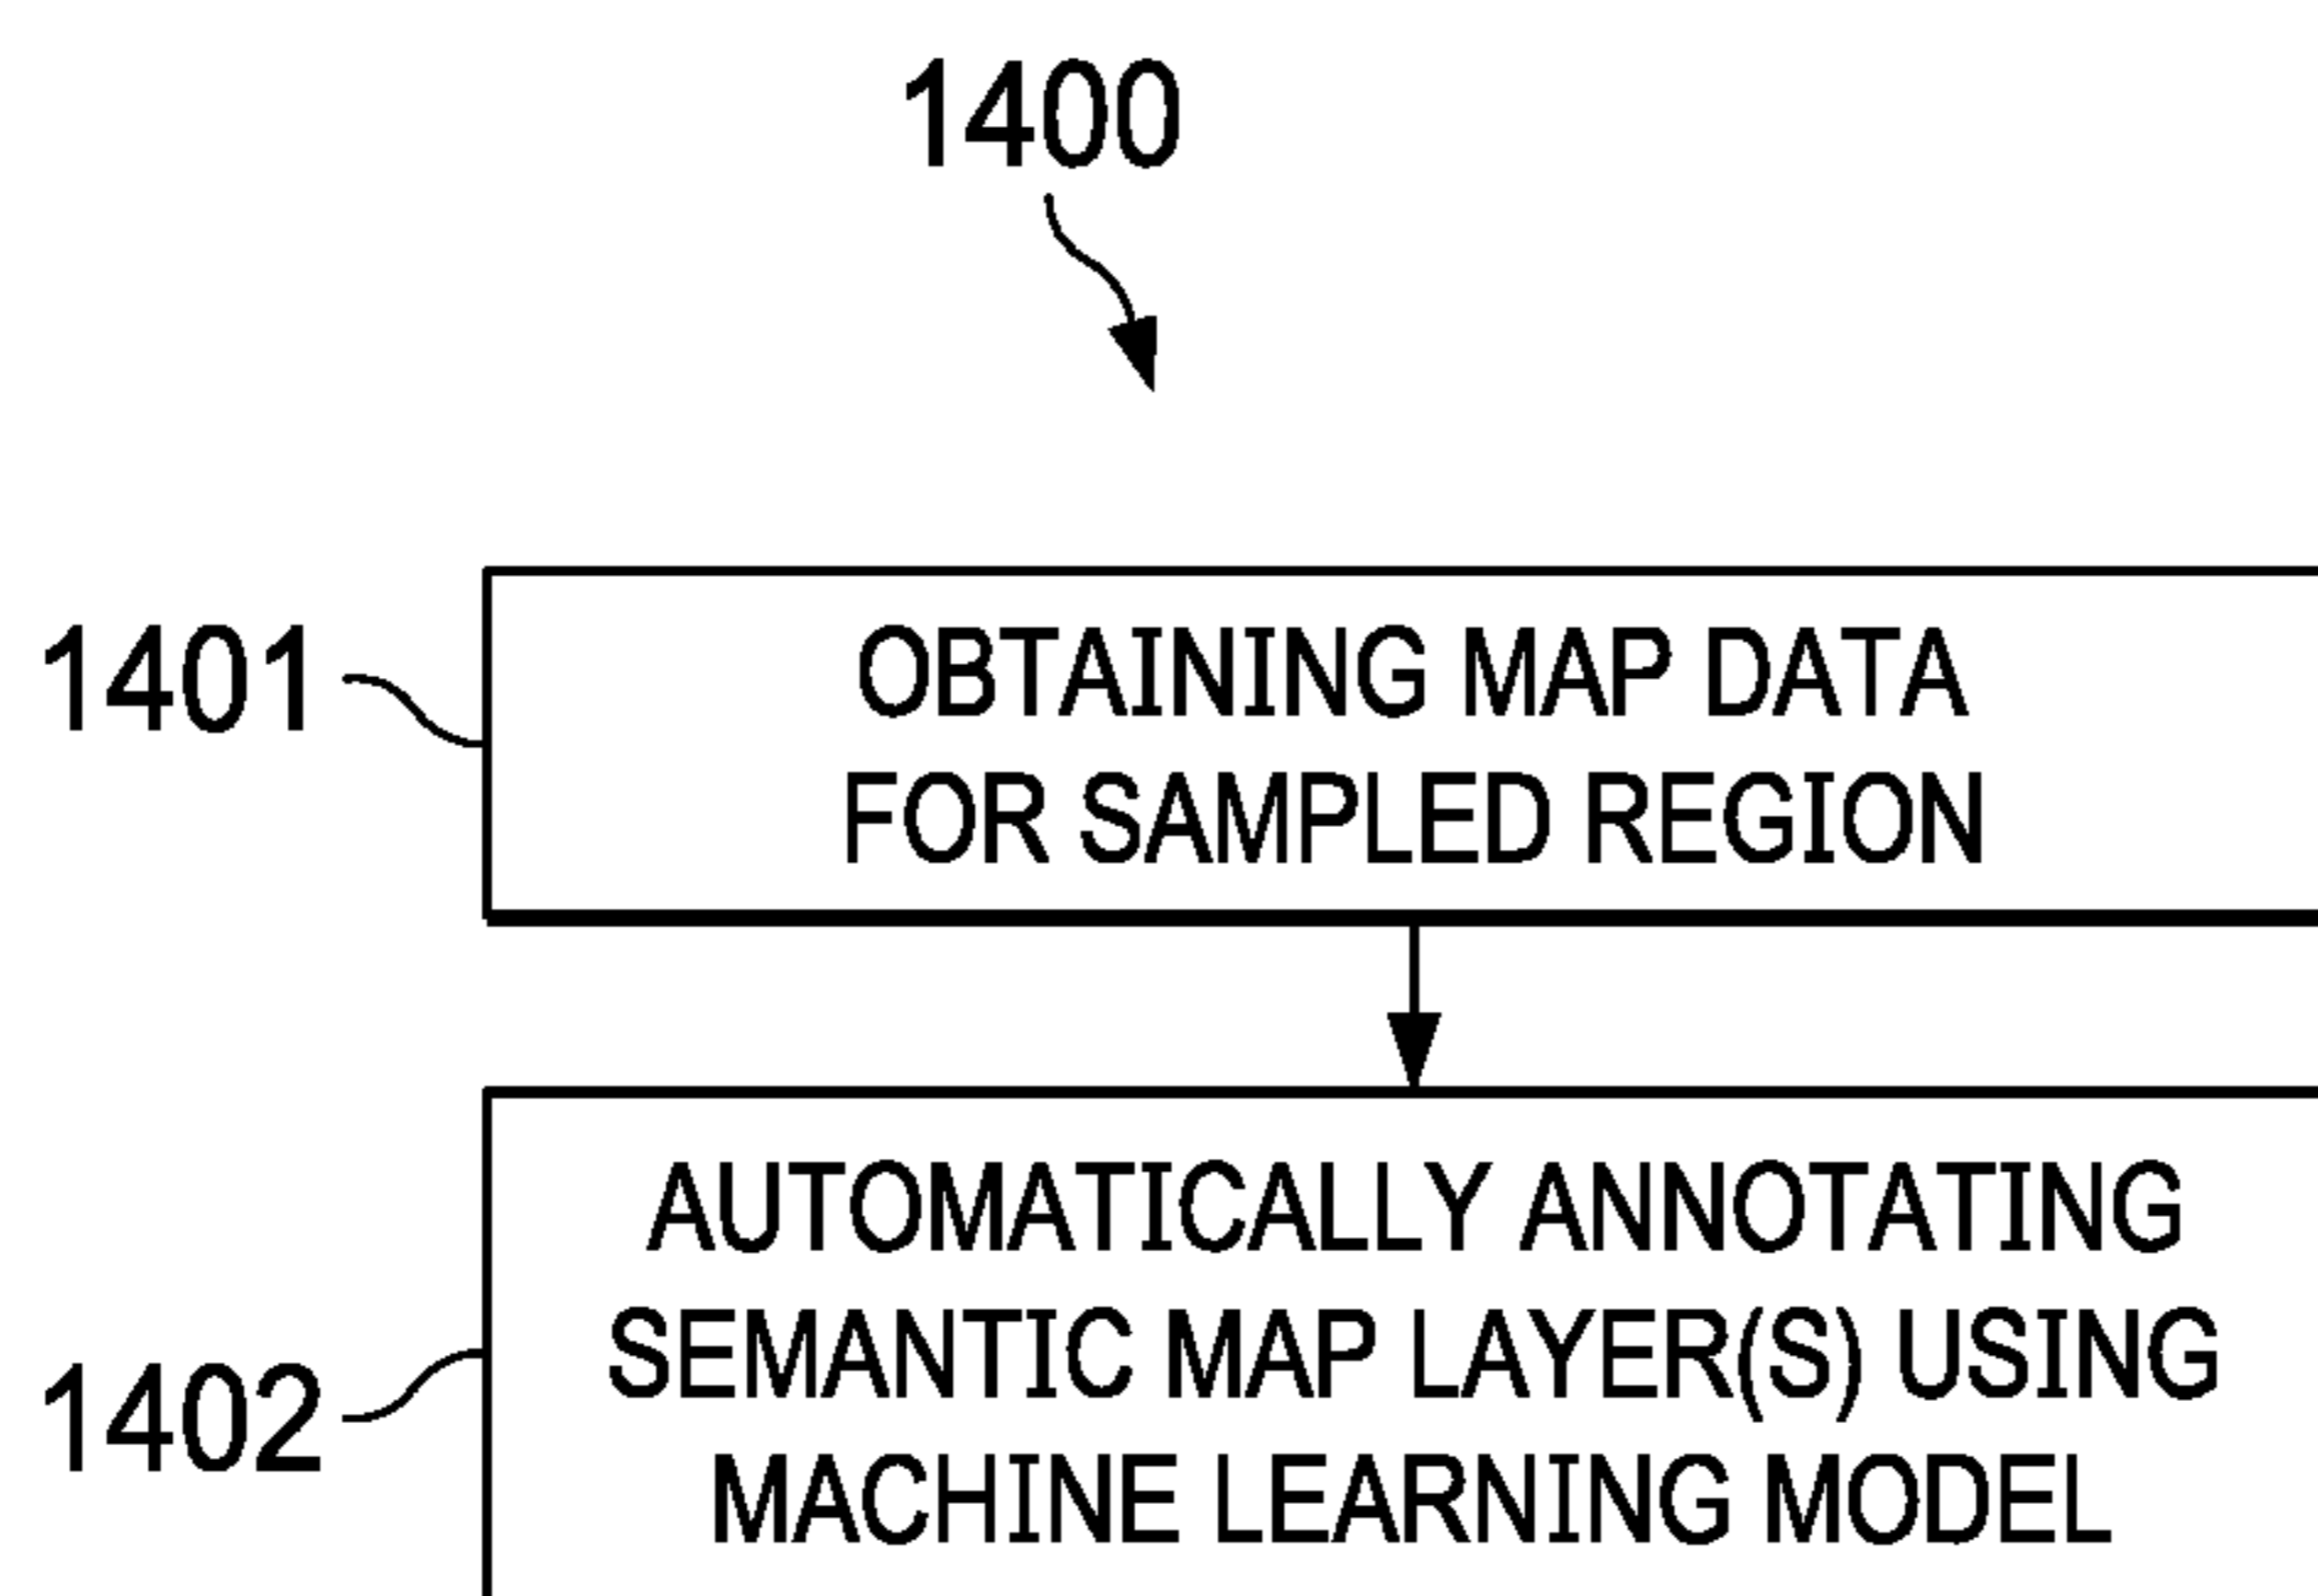 1400
1401
OBTAINING MAP DATA
FOR SAMPLED REGION
1402
AUTOMATICALLY ANNOTATING
SEMANTIC MAP LAYER(S) USING
MACHINE LEARNING MODEL